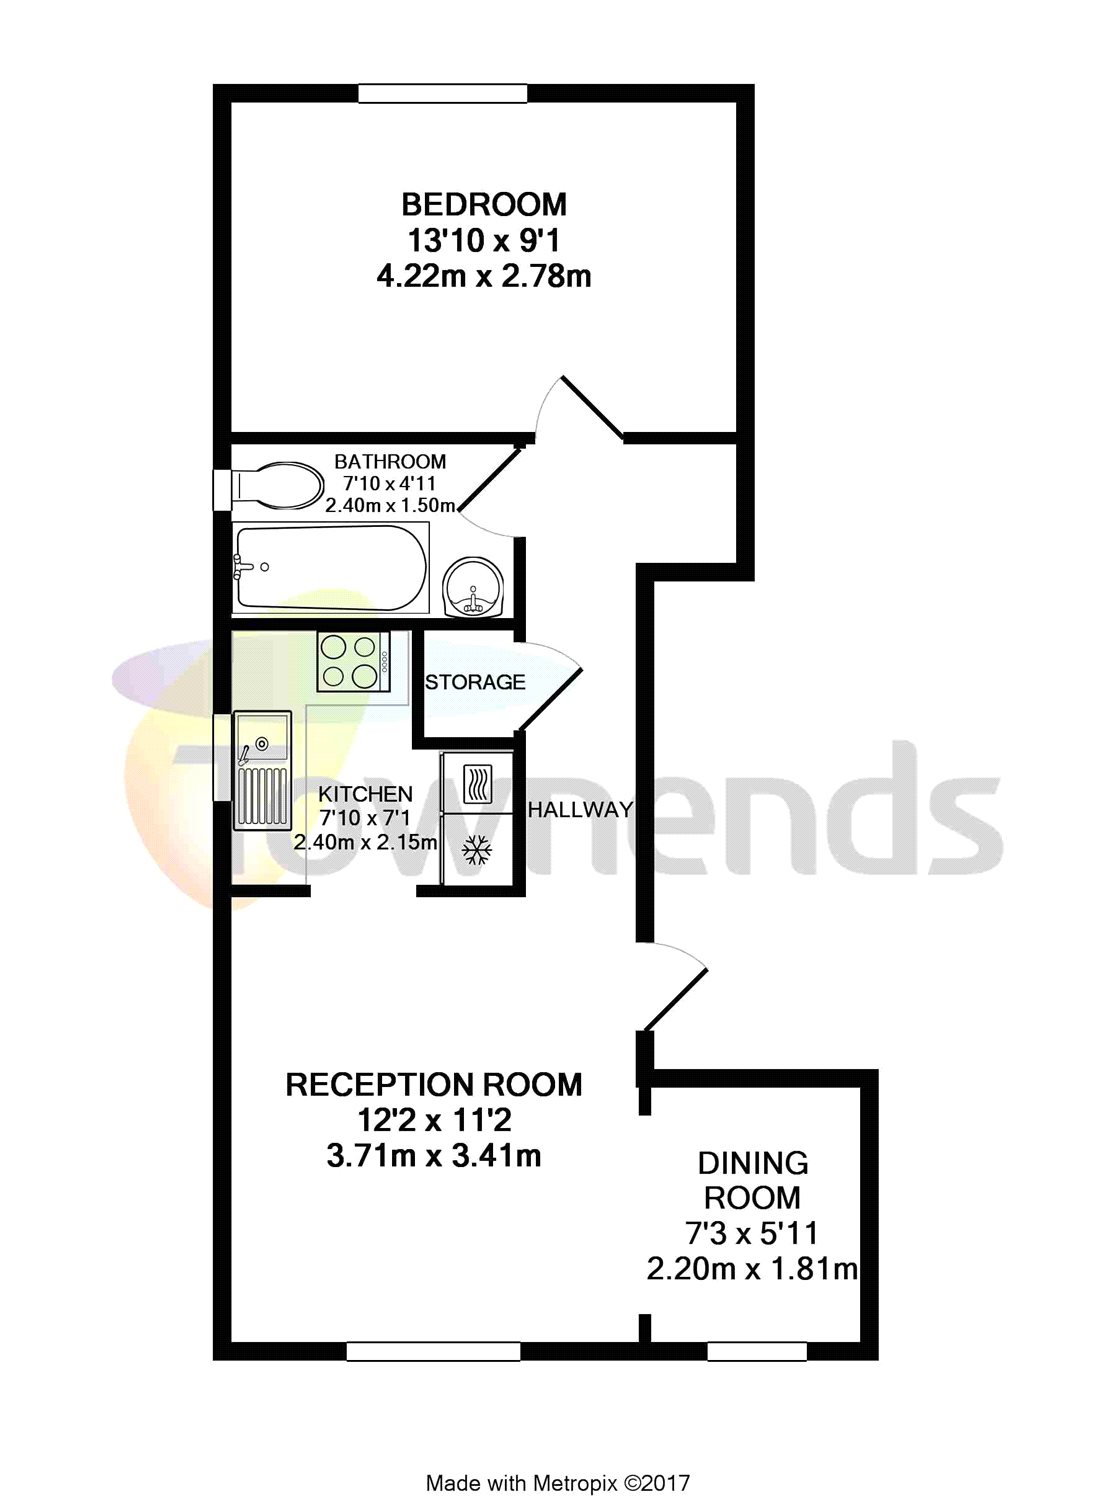 BEDROOM
13'10 x 9'1
4.22m x 2.78m
BATHROOM
7'10 x 4'11
2.40m x 1.50m
STORAGE
Townends
KITCHEN
7'10 x 7'1
2.40m x 2.15m
HALLWAY
RECEPTION ROOM
12'2 x 11'2
3.71m x 3.41m
DINING
ROOM
7'3 x 5'11
2.20m x 1.81m
Made with Metropix ©2017